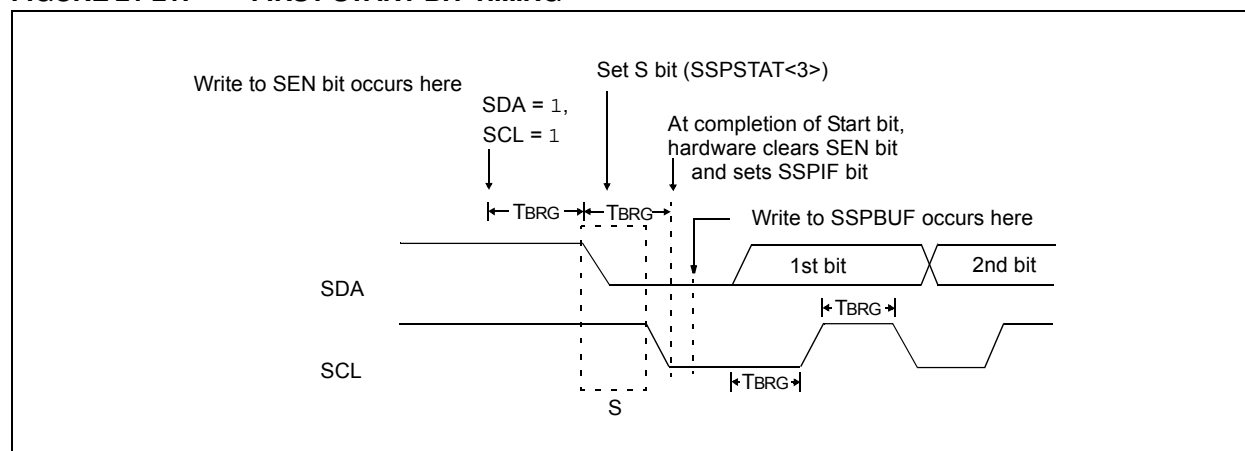 Write to SEN bit occurs here
Set S bit (SSPSTAT<3>)
SDA = 1,
SCL = 1
At completion of Start bit,
hardware clears SEN bit
and sets SSPIF bit
TBRG
TBRG
Write to SSPBUF occurs here
1st bit
2nd bit
SDA
TBRG
SCL
TBRG
S